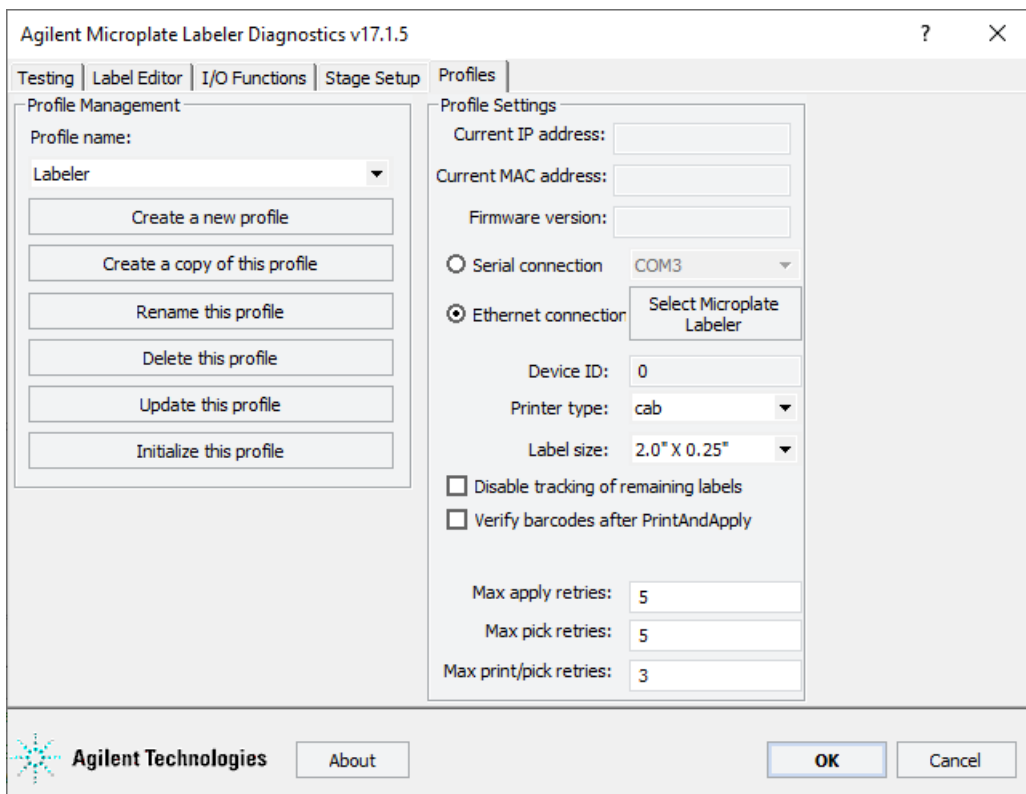 Agilent Microplate Labeler Diagnostics v17.1.5
?
Testing
Label Editor
I/O Functions
Stage Setup
Profiles
Profile Management
Profile name:
Labeler
Create a new profile
Create a copy of this profile
Rename this profile
Delete this profile
Update this profile
Initialize this profile
Profile Settings
Current IP address:
Current MAC address:
Firmware version:
Serial connection
COM3
Ethernet connection
Select Microplate
Labeler
Device ID:
0
Printer type:
cab
Label size:
2.0" X 0.25"
Disable tracking of remaining labels
Verify barcodes after PrintAndApply
Max apply retries:
5
Max pick retries:
5
Max print/pick retries:
3
Agilent Technologies
About
OK
Cancel